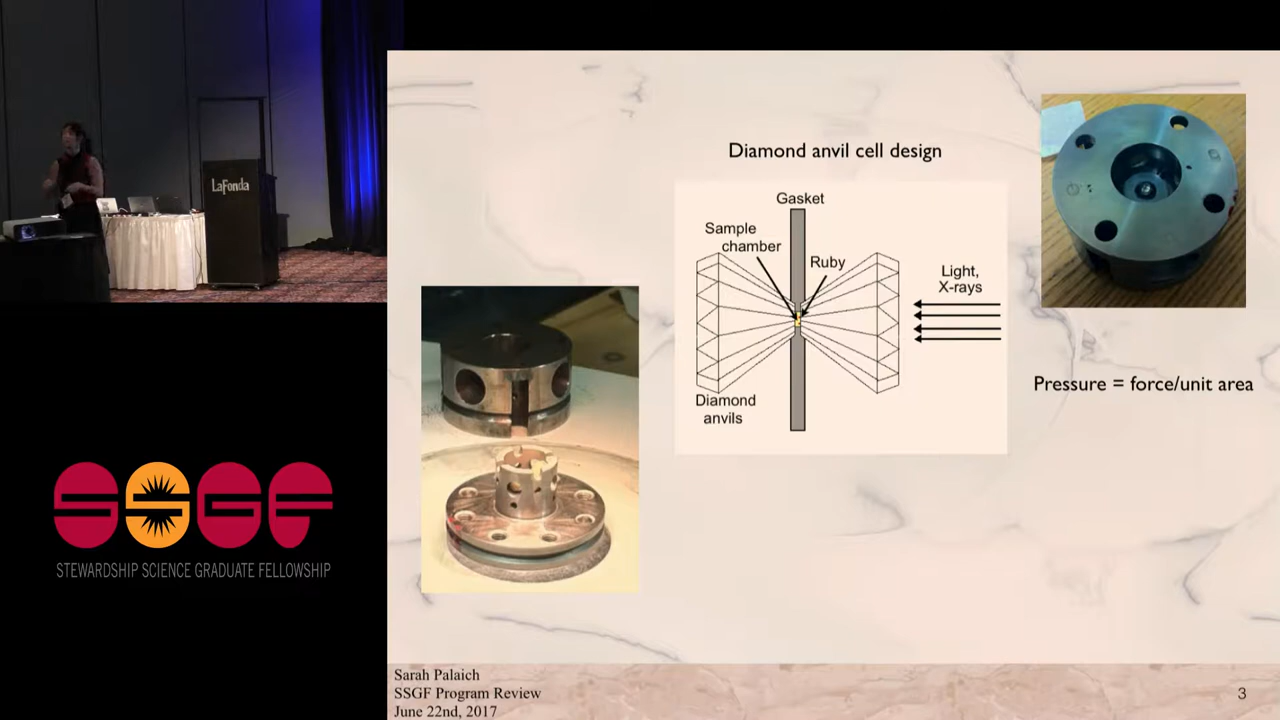 LaFonda
SSGF
STEWARDSHIP SCIENCE GRADUATE FELLOWSHIP
Diamond anvil cell design
Gasket
Sample
chamber
Ruby
Light,
X-rays
Diamond
anvils
Pressure = force/unit area
Sarah Palaich
SSGF Program Review
June 22nd, 2017
3